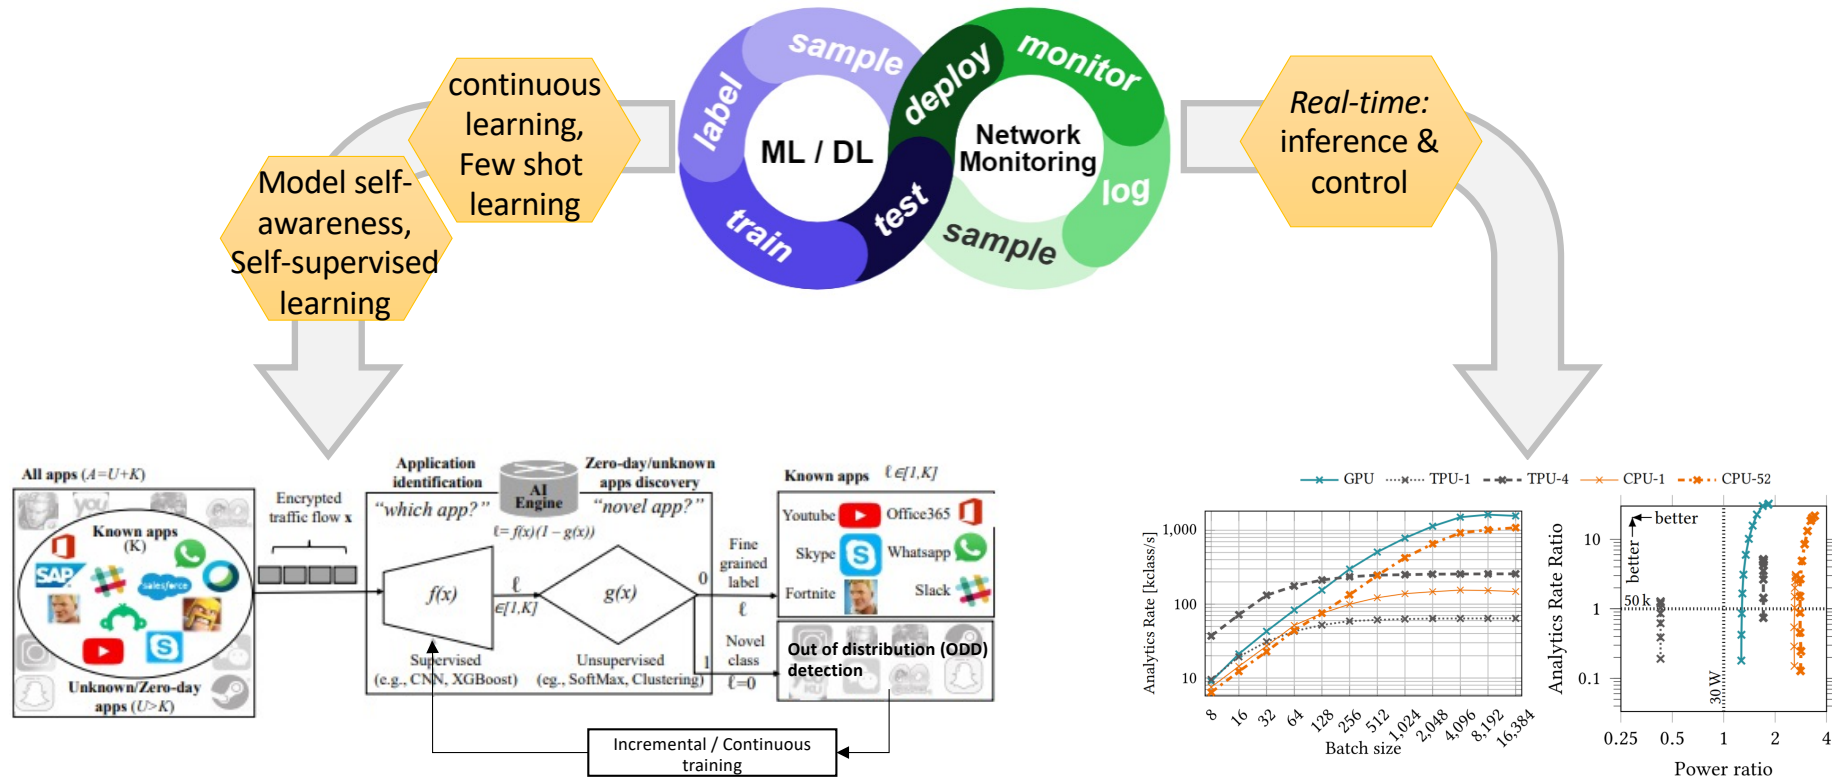 sample
label
train
test
deploy
monitor
log
sample
ML / DL
Network
Monitoring
continuous
learning,
Few shot
learning
Model self-
awareness,
Self-supervised
learning
Real-time:
inference &
control
All apps (A=U+K)
Known apps
(K)
SAP
salesforce
Unknown/Zero-day
apps (U>K)
Encrypted
traffic flow x
Application
identification
"which app?"
AI
Engine
Zero-day/unknown
apps discovery
"novel app?"
ℓ= f(x)(1 – g(x))
f(x)
ℓ
∈[1,K]
g(x)
0
1
Supervised
(e.g., CNN, XGBoost)
Unsupervised
(eg., SoftMax, Clustering)
Fine
grained
label
ℓ
Novel
class
ℓ=0
Known apps ℓ∈[1,K]
Youtube
Office365
Skype
Whatsapp
Fortnite
Slack
Out of distribution (ODD)
detection
Incremental / Continuous
training
GPU TPU-1 TPU-4 CPU-1 CPU-52
Analytics Rate [kclass/s]
1,000
100
10
8 16 32 64 128 256 512 1,024 2,048 4,096 8,192 16,384
Batch size
Analytics Rate Ratio
10
1
0.1
better
better
50 k
30 W
0.25 0.5 1 2 4
Power ratio